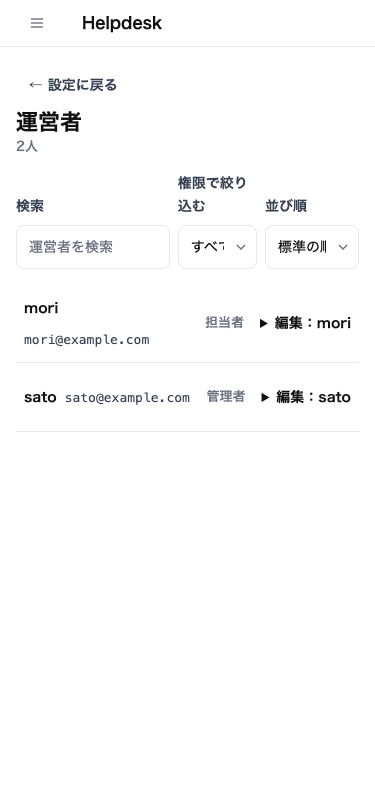 Helpdesk
← 設定に戻る
運営者
2人
検索
権限で絞り
込む
並び順
運営者を検索
すべ
標準の
mori
mori@example.com
担当者
▶ 編集：mori
sato sato@example.com
管理者
▶ 編集：sato